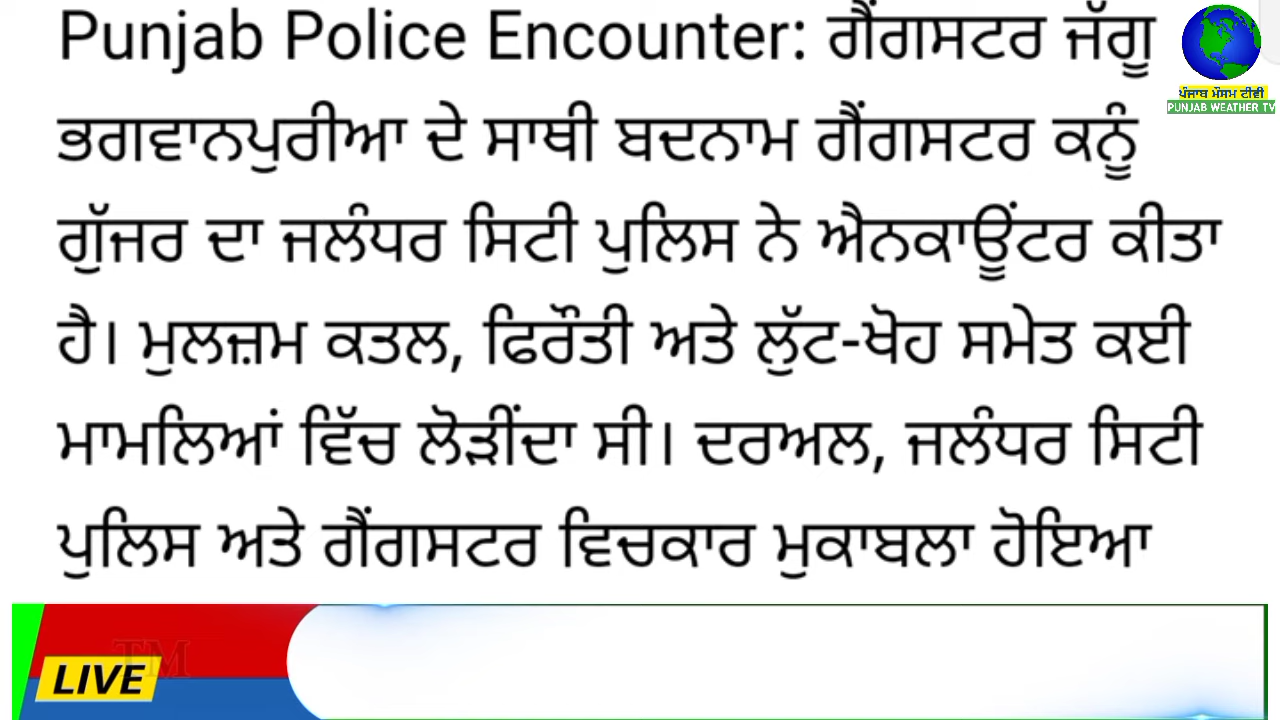 Punjab Police Encounter: ਗੈਂਗਸਟਰ ਜੱਗੂ
ਭਗਵਾਨਪੁਰੀਆ ਦੇ ਸਾਥੀ ਬਦਨਾਮ ਗੈਂਗਸਟਰ ਕਨੂੰ
ਗੁੱਜਰ ਦਾ ਜਲੰਧਰ ਸਿਟੀ ਪੁਲਿਸ ਨੇ ਐਨਕਾਊਂਟਰ ਕੀਤਾ
ਹੈ। ਮੁਲਜ਼ਮ ਕਤਲ, ਫਿਰੌਤੀ ਅਤੇ ਲੁੱਟ-ਖੋਹ ਸਮੇਤ ਕਈ
ਮਾਮਲਿਆਂ ਵਿੱਚ ਲੋੜੀਂਦਾ ਸੀ। ਦਰਅਲ, ਜਲੰਧਰ ਸਿਟੀ
ਪੁਲਿਸ ਅਤੇ ਗੈਂਗਸਟਰ ਵਿਚਕਾਰ ਮੁਕਾਬਲਾ ਹੋਇਆ
ਪੰਜਾਬ ਮੌਸਮ ਟੀਵੀ
PUNJAB WEATHER TV
TM
LIVE